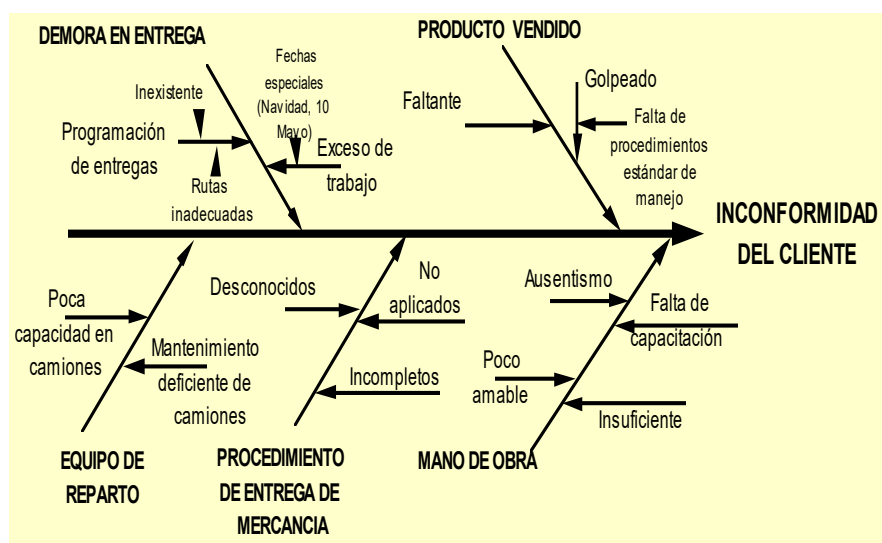 DEMORA EN ENTREGA
Fechas
especiales
(Navidad, 10
Mayo)
Inexistente
Programación
de entregas
Rutas
inadecuadas
Exceso de
trabajo
PRODUCTO VENDIDO
Faltante
Golpeado
Falta de
procedimientos
estándar de
manejo
INCONFORMIDAD
DEL CLIENTE
Poca
capacidad en
camiones
Mantenimiento
deficiente de
camiones
EQUIPO DE
REPARTO
Desconocidos
No
aplicados
Incompletos
PROCEDIMIENTO
DE ENTREGA DE
MERCANCIA
Ausentismo
Falta de
capacitación
Poco
amable
Insuficiente
MANO DE OBRA